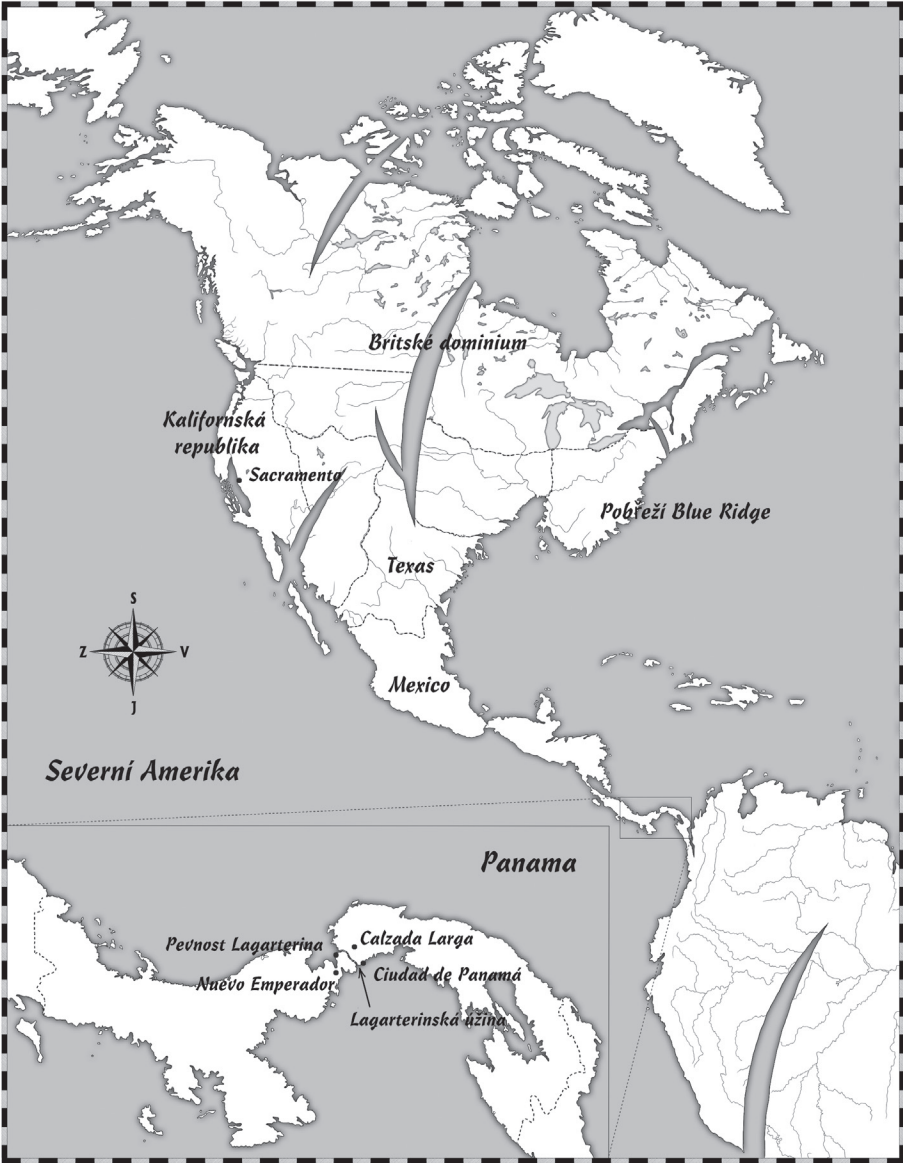 Britské dominium
Kalifornská
republika
Sacramento
Pobřeží Blue Ridge
Texas
S
Z V
J
Mexico
Severní Amerika
Panama
Pevnost Lagarterina
Calzada Larga
Nuevo Emperador
Ciudad de Panamá
Lagarterinská úžina